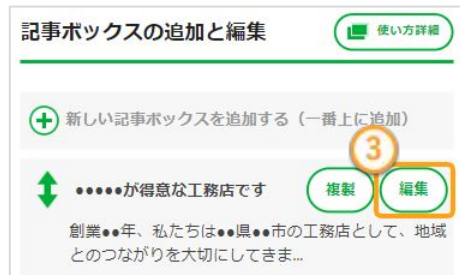 記事ボックスの追加と編集
使い方詳細
新しい記事ボックスを追加する（一番上に追加）
3
●●●●●が得意な工務店です
複製
編集
創業●●年、私たちは●●県●●市の工務店として、地域
とのつながりを大切にしてきま...